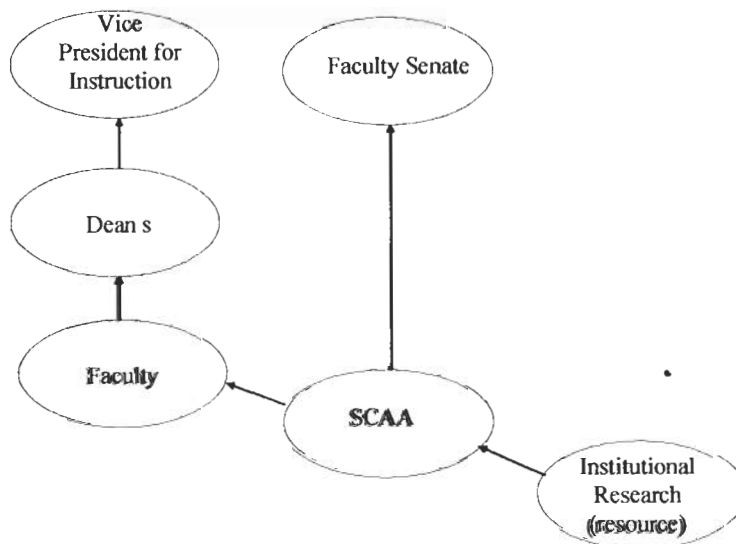 Vice
President for
Instruction
Faculty Senate
Dean s
Faculty
SCAA
Institutional
Research
(resource)